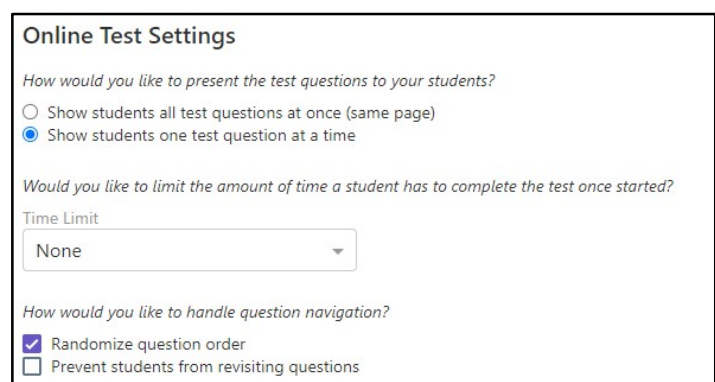 Online Test Settings
How would you like to present the test questions to your students?
Show students all test questions at once (same page)
Show students one test question at a time
Would you like to limit the amount of time a student has to complete the test once started?
Time Limit
None
How would you like to handle question navigation?
Randomize question order
Prevent students from revisiting questions